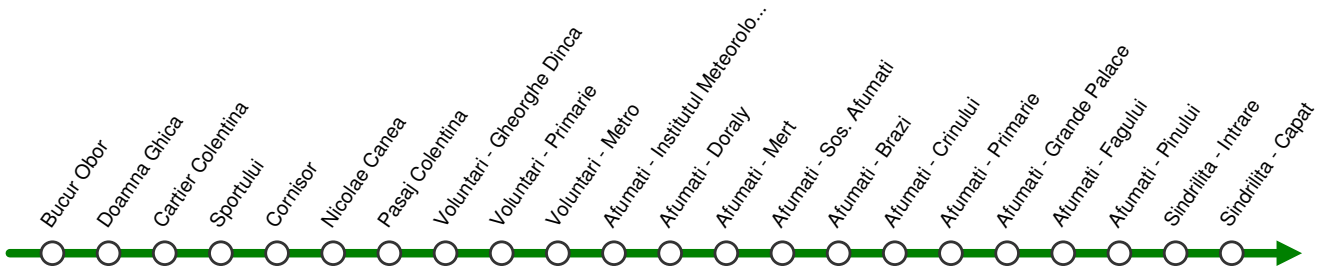 Bucur Obor
Doamna Ghica
Cartier Colentina
Sportului
Cornisor
Nicolae Canea
Pasaj Colentina
Voluntari - Gheorghe Dinca
Voluntari - Primarie
Voluntari - Metro
Afumati - Institutul Meteorolo...
Afumati - Doraly
Afumati - Mert
Afumati - Sos. Afumati
Afumati - Brazi
Afumati - Crinului
Afumati - Primarie
Afumati - Grande Palace
Afumati - Fagului
Afumati - Pinului
Sindrilita - Intrare
Sindrilita - Capat